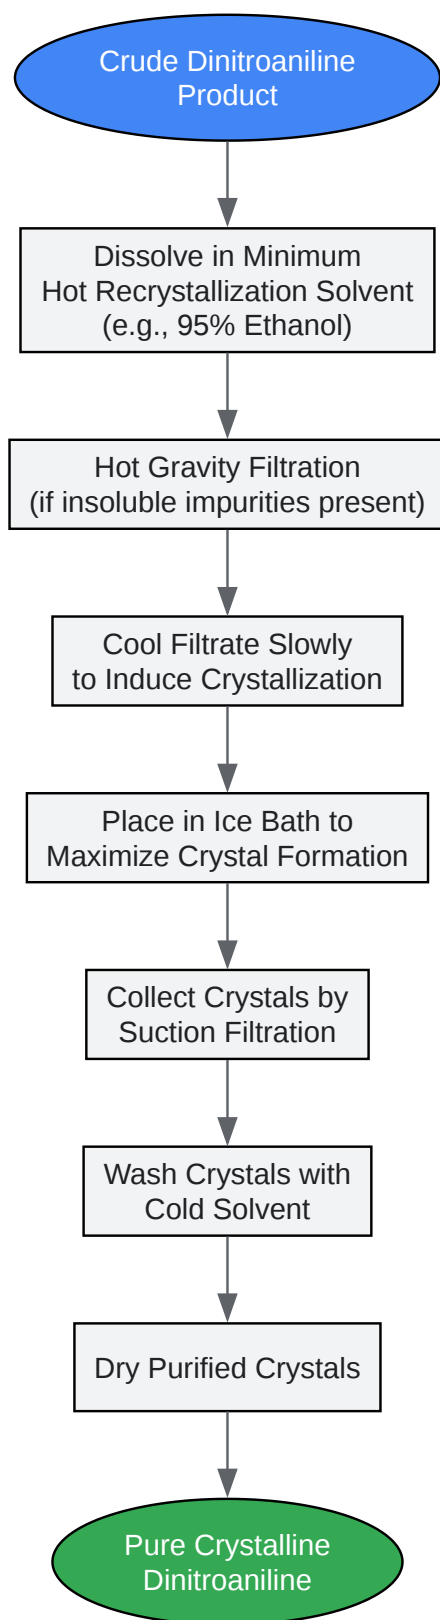 Crude Dinitroaniline
Product
Dissolve in Minimum
Hot Recrystallization Solvent
(e.g., 95% Ethanol)
Hot Gravity Filtration
(if insoluble impurities present)
Cool Filtrate Slowly
to Induce Crystallization
Place in Ice Bath to
Maximize Crystal Formation
Collect Crystals by
Suction Filtration
Wash Crystals with
Cold Solvent
Dry Purified Crystals
Pure Crystalline
Dinitroaniline